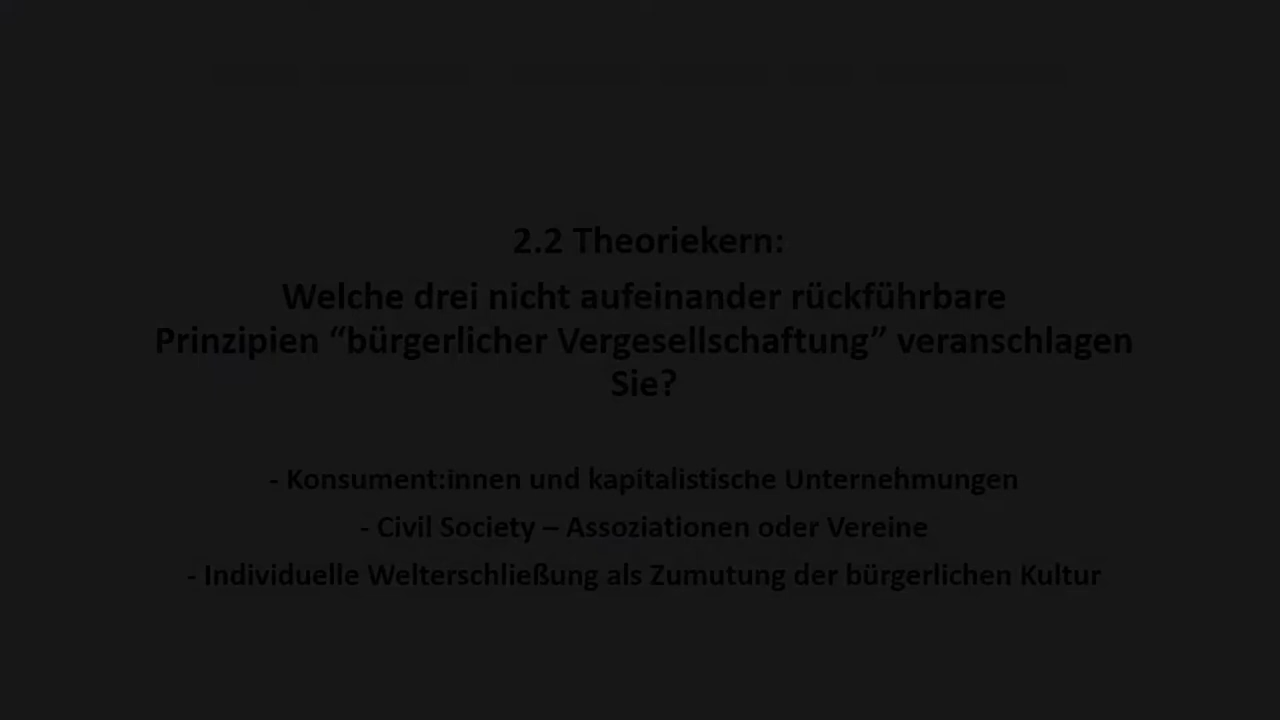 2.2 Theoriekern:
Welche drei nicht aufeinander rückführbare
Prinzipien “bürgerlicher Vergesellschaftung” veranschlagen
Sie?
- Konsument:innen und kapitalistische Unternehmungen
- Civil Society – Assoziationen oder Vereine
- Individuelle Welterschließung als Zumutung der bürgerlichen Kultur